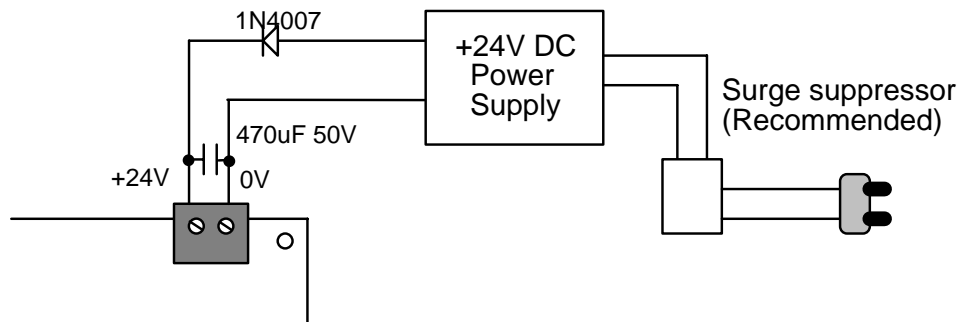 1N4007
+24V DC
Power
Supply
Surge suppressor
(Recommended)
470uF 50V
+24V
0V